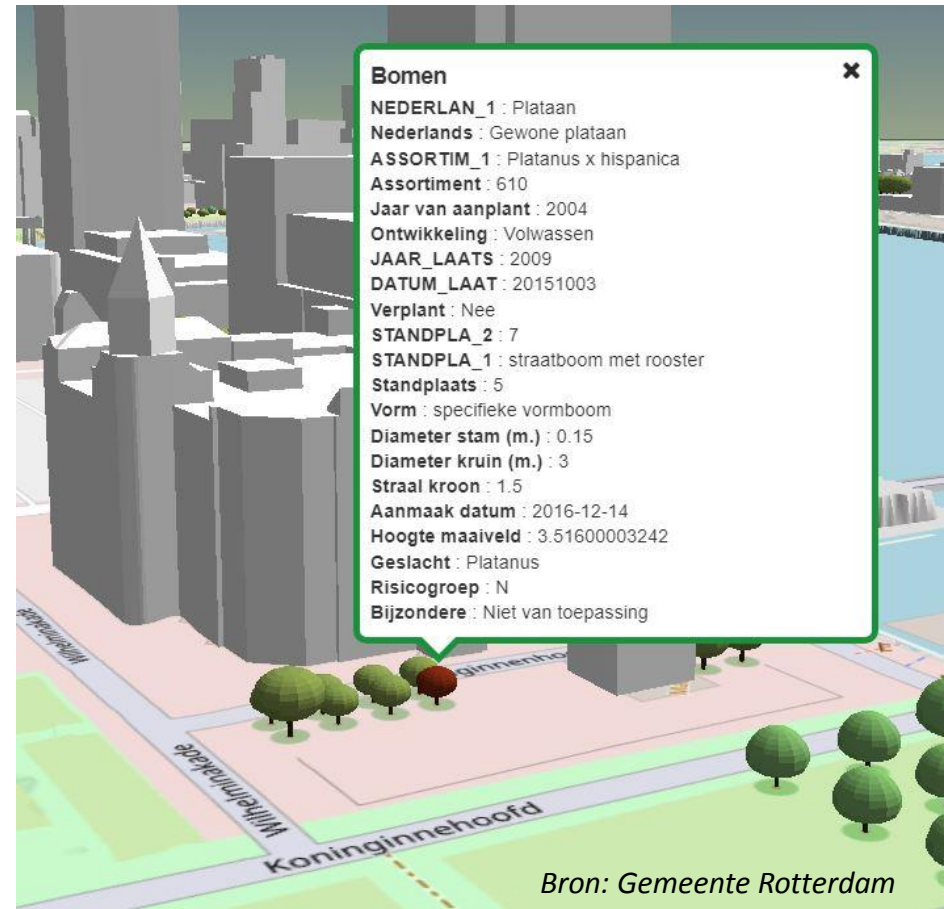 Bomen
NEDERLAN_1 : Plataan
Nederlands : Gewone plataan
ASSORTIM_1 : Platanus x hispanica
Assortiment : 610
Jaar van aanplant : 2004
Ontwikkeling : Volwassen
JAAR_LAATS : 2009
DATUM_LAAT : 20151003
Verplant : Nee
STANDPLA_2 : 7
STANDPLA_1 : straatboom met rooster
Standplaats : 5
Vorm : specifieke vormboom
Diameter stam (m.) : 0.15
Diameter kruin (m.) : 3
Straal kroon : 1.5
Aanmaak datum : 2016-12-14
Hoogte maaiveld : 3.51600003242
Geslacht : Platanus
Risicogroep : N
Bijzondere : Niet van toepassing
Wilhelminakade
ginnenho
Wilhelminakade
Koninginnehoofd
Bron: Gemeente Rotterdam